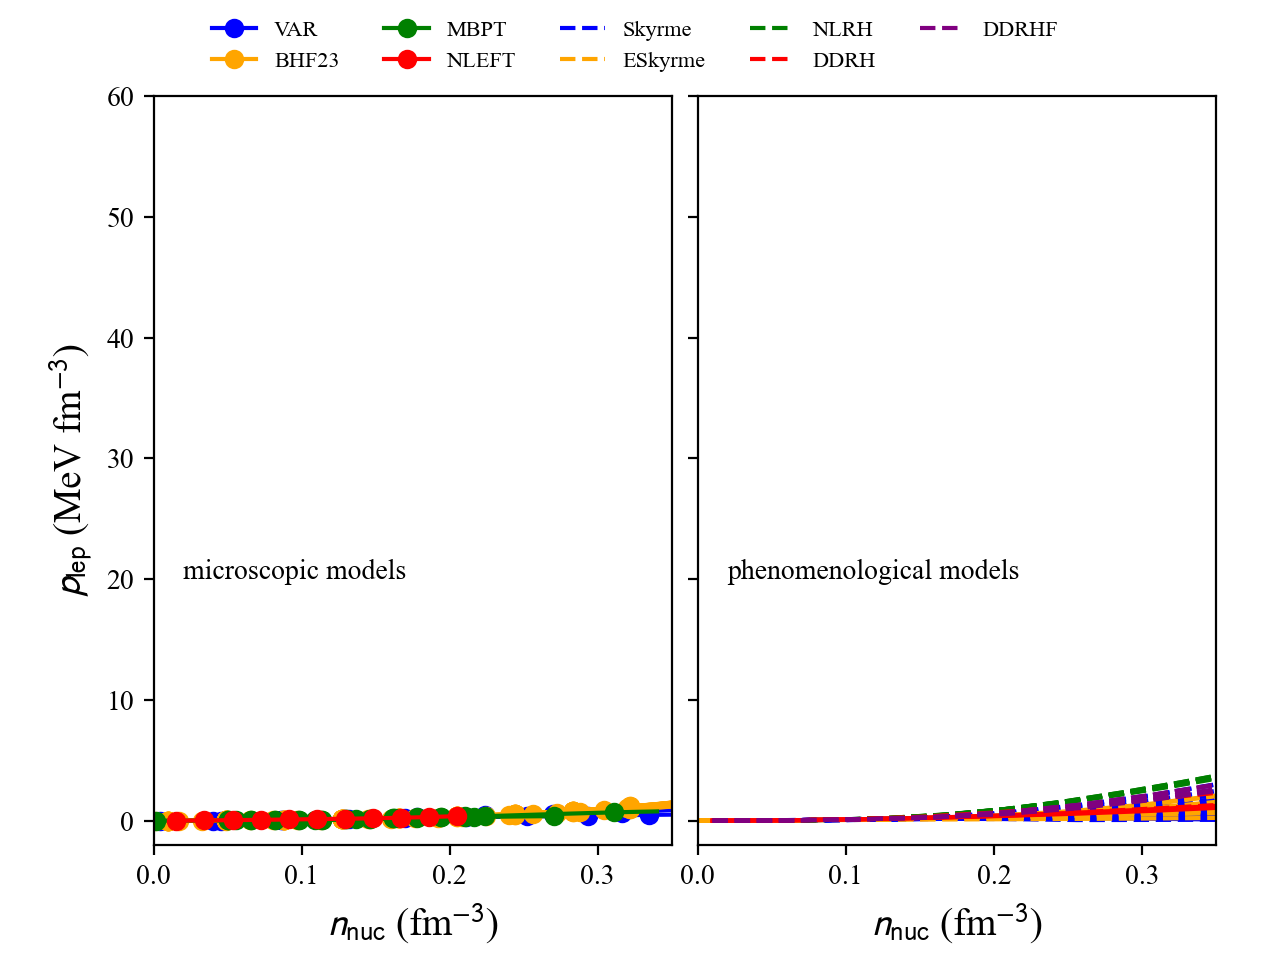 VAR MBPT Skyrme NLRH DDRHF
BHF23 NLEFT ESkyrme DDRH
60
50
40
30
20
10
0
p_lep (MeV fm⁻³)
microscopic models
phenomenological models
0.0 0.1 0.2 0.3
0.0 0.1 0.2 0.3
n_nuc (fm⁻³)
n_nuc (fm⁻³)